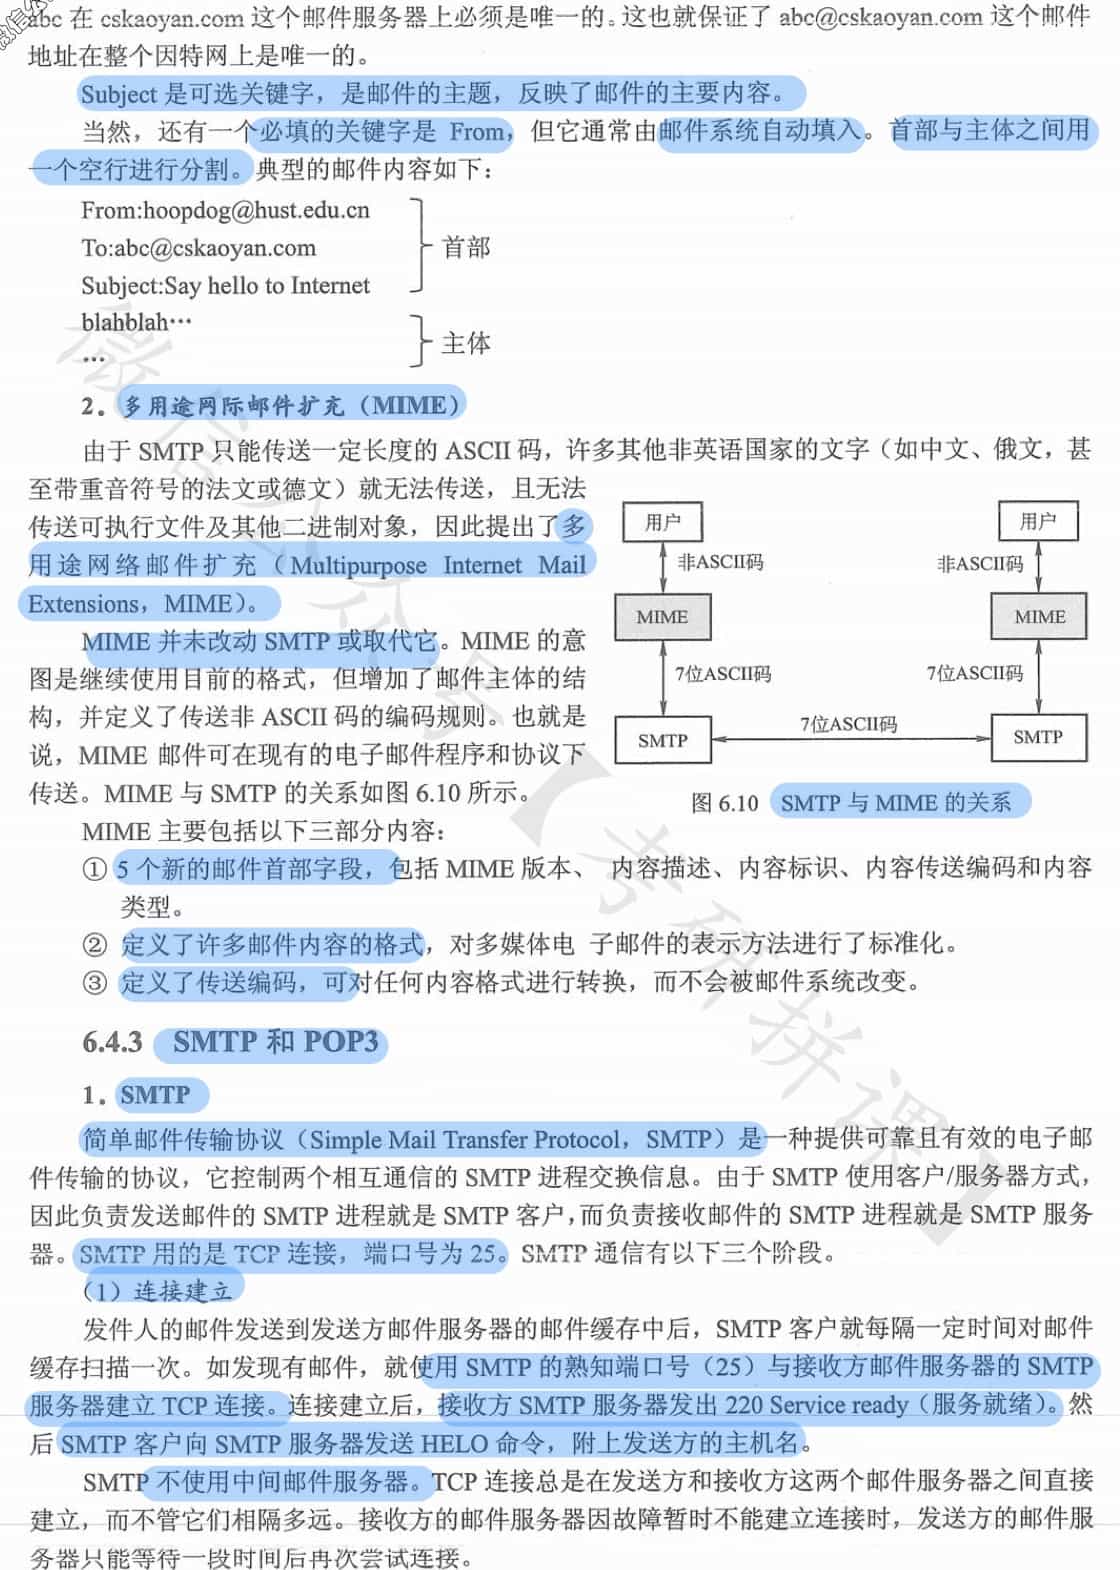 abc 在 cskaoyan.com 这个邮件服务器上必须是唯一的。这也就保证了 abc@cskaoyan.com 这个邮件
地址在整个因特网上是唯一的。
Subject 是可选关键字，是邮件的主题，反映了邮件的主要内容。
当然，还有一个必填的关键字是 From，但它通常由邮件系统自动填入。首部与主体之间用
一个空行进行分割。典型的邮件内容如下：
From:hoopdog@hust.edu.cn
To:abc@cskaoyan.com
首部
Subject:Say hello to Internet
blahblah…
主体
…
2．多用途网际邮件扩充（MIME）
由于 SMTP 只能传送一定长度的 ASCII 码，许多其他非英语国家的文字（如中文、俄文，甚
至带重音符号的法文或德文）就无法传送，且无法
传送可执行文件及其他二进制对象，因此提出了多
用途网络邮件扩充（Multipurpose Internet Mail
Extensions，MIME）。
MIME 并未改动 SMTP 或取代它。MIME 的意
图是继续使用目前的格式，但增加了邮件主体的结
构，并定义了传送非 ASCII 码的编码规则。也就是
说，MIME 邮件可在现有的电子邮件程序和协议下
传送。MIME 与 SMTP 的关系如图 6.10 所示。
用户
用户
非ASCII码
非ASCII码
MIME
MIME
7位ASCII码
7位ASCII码
7位ASCII码
SMTP
SMTP
图 6.10 SMTP 与 MIME 的关系
MIME 主要包括以下三部分内容：
① 5 个新的邮件首部字段，包括 MIME 版本、 内容描述、内容标识、内容传送编码和内容
类型。
② 定义了许多邮件内容的格式，对多媒体电 子邮件的表示方法进行了标准化。
③ 定义了传送编码，可对任何内容格式进行转换，而不会被邮件系统改变。
6.4.3 SMTP 和 POP3
1．SMTP
简单邮件传输协议（Simple Mail Transfer Protocol，SMTP）是一种提供可靠且有效的电子邮
件传输的协议，它控制两个相互通信的 SMTP 进程交换信息。由于 SMTP 使用客户/服务器方式，
因此负责发送邮件的 SMTP 进程就是 SMTP 客户，而负责接收邮件的 SMTP 进程就是 SMTP 服务
器。SMTP 用的是 TCP 连接，端口号为 25。SMTP 通信有以下三个阶段。
（1）连接建立
发件人的邮件发送到发送方邮件服务器的邮件缓存中后，SMTP 客户就每隔一定时间对邮件
缓存扫描一次。如发现有邮件，就使用 SMTP 的熟知端口号（25）与接收方邮件服务器的 SMTP
服务器建立 TCP 连接。连接建立后，接收方 SMTP 服务器发出 220 Service ready（服务就绪）。然
后 SMTP 客户向 SMTP 服务器发送 HELO 命令，附上发送方的主机名。
SMTP 不使用中间邮件服务器。TCP 连接总是在发送方和接收方这两个邮件服务器之间直接
建立，而不管它们相隔多远。接收方的邮件服务器因故障暂时不能建立连接时，发送方的邮件服
务器只能等待一段时间后再次尝试连接。
微信公众号【考研拼课】